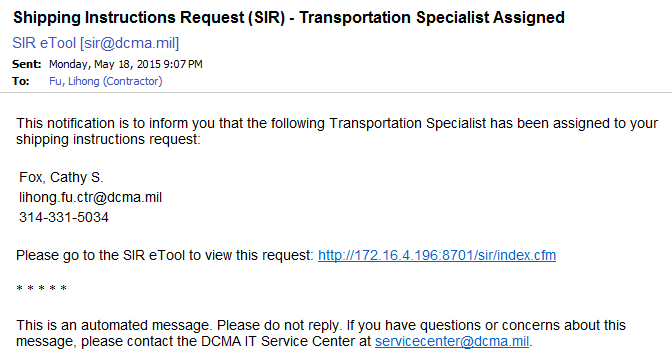 Shipping Instructions Request (SIR) - Transportation Specialist Assigned
SIR eTool [sir@dcma.mil]
Sent: Monday, May 18, 2015 9:07 PM
To: Fu, Lihong (Contractor)
This notification is to inform you that the following Transportation Specialist has been assigned to your
shipping instructions request:
Fox, Cathy S.
lihong.fu.ctr@dcma.mil
314-331-5034
Please go to the SIR eTool to view this request: http://172.16.4.196:8701/sir/index.cfm
* * * * *
This is an automated message. Please do not reply. If you have questions or concerns about this
message, please contact the DCMA IT Service Center at servicecenter@dcma.mil.